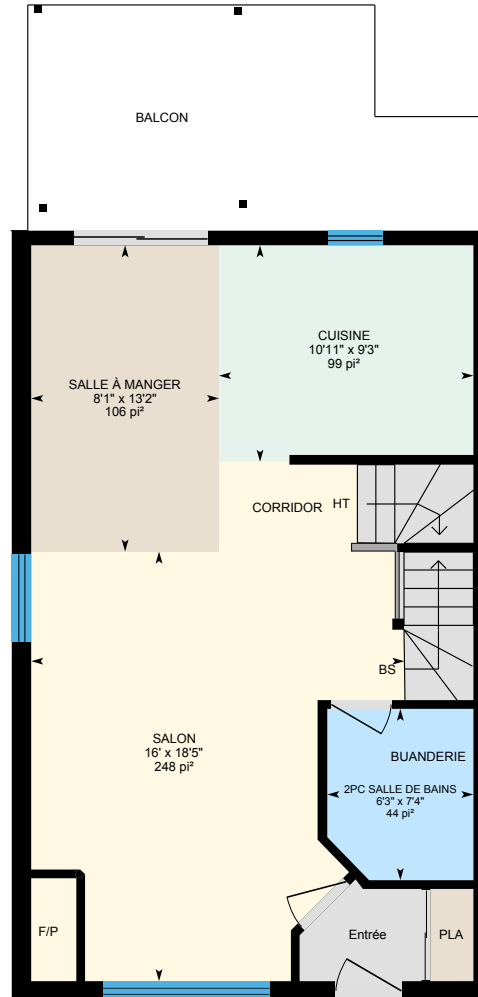 BALCON
CUISINE
10'11" x 9'3"
99 pi²
SALLE À MANGER
8'1" x 13'2"
106 pi²
CORRIDOR
HT
BS
SALON
16' x 18'5"
248 pi²
BUANDERIE
2PC SALLE DE BAINS
6'3" x 7'4"
44 pi²
F/P
Entrée
PLA